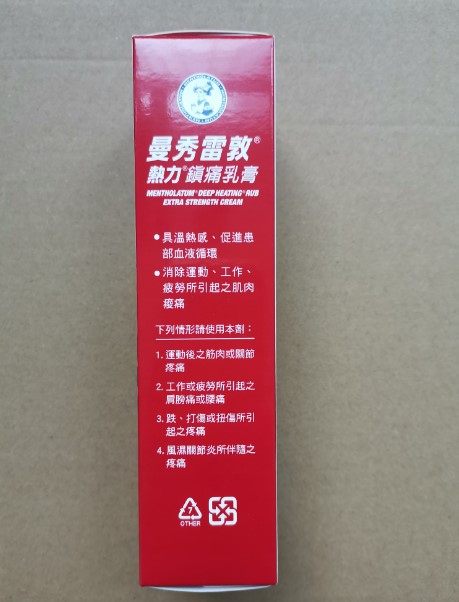 曼秀雷敦®
熱力®鎮痛乳膏
MENTHOLATUM® DEEP HEATING® RUB
EXTRA STRENGTH CREAM
●具溫熱感、促進患
部血液循環
●消除運動、工作、
疲勞所引起之肌肉
痠痛
下列情形請使用本劑：
1. 運動後之筋肉或關節
疼痛
2. 工作或疲勞所引起之
肩膀痛或腰痛
3. 跌、打傷或扭傷所引
起之疼痛
4. 風濕關節炎所伴隨之
疼痛
7
OTHER